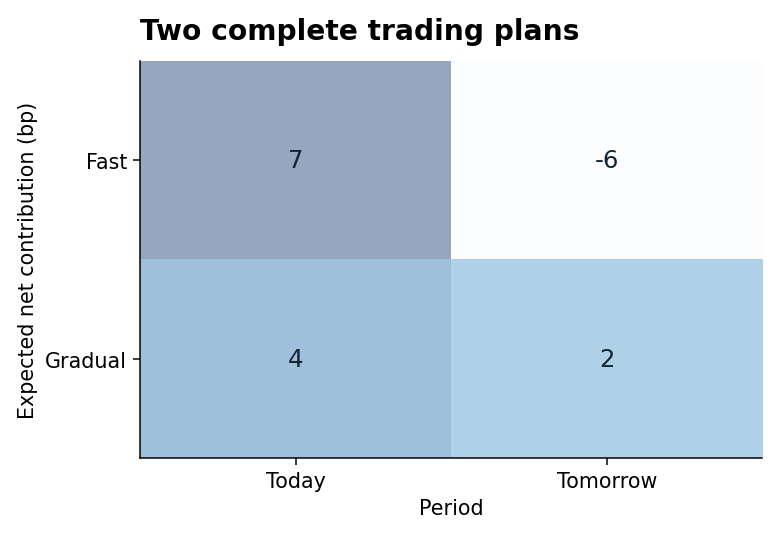 Two complete trading plans
Expected net contribution (bp)
Fast
7
-6
Gradual
4
2
Today
Tomorrow
Period